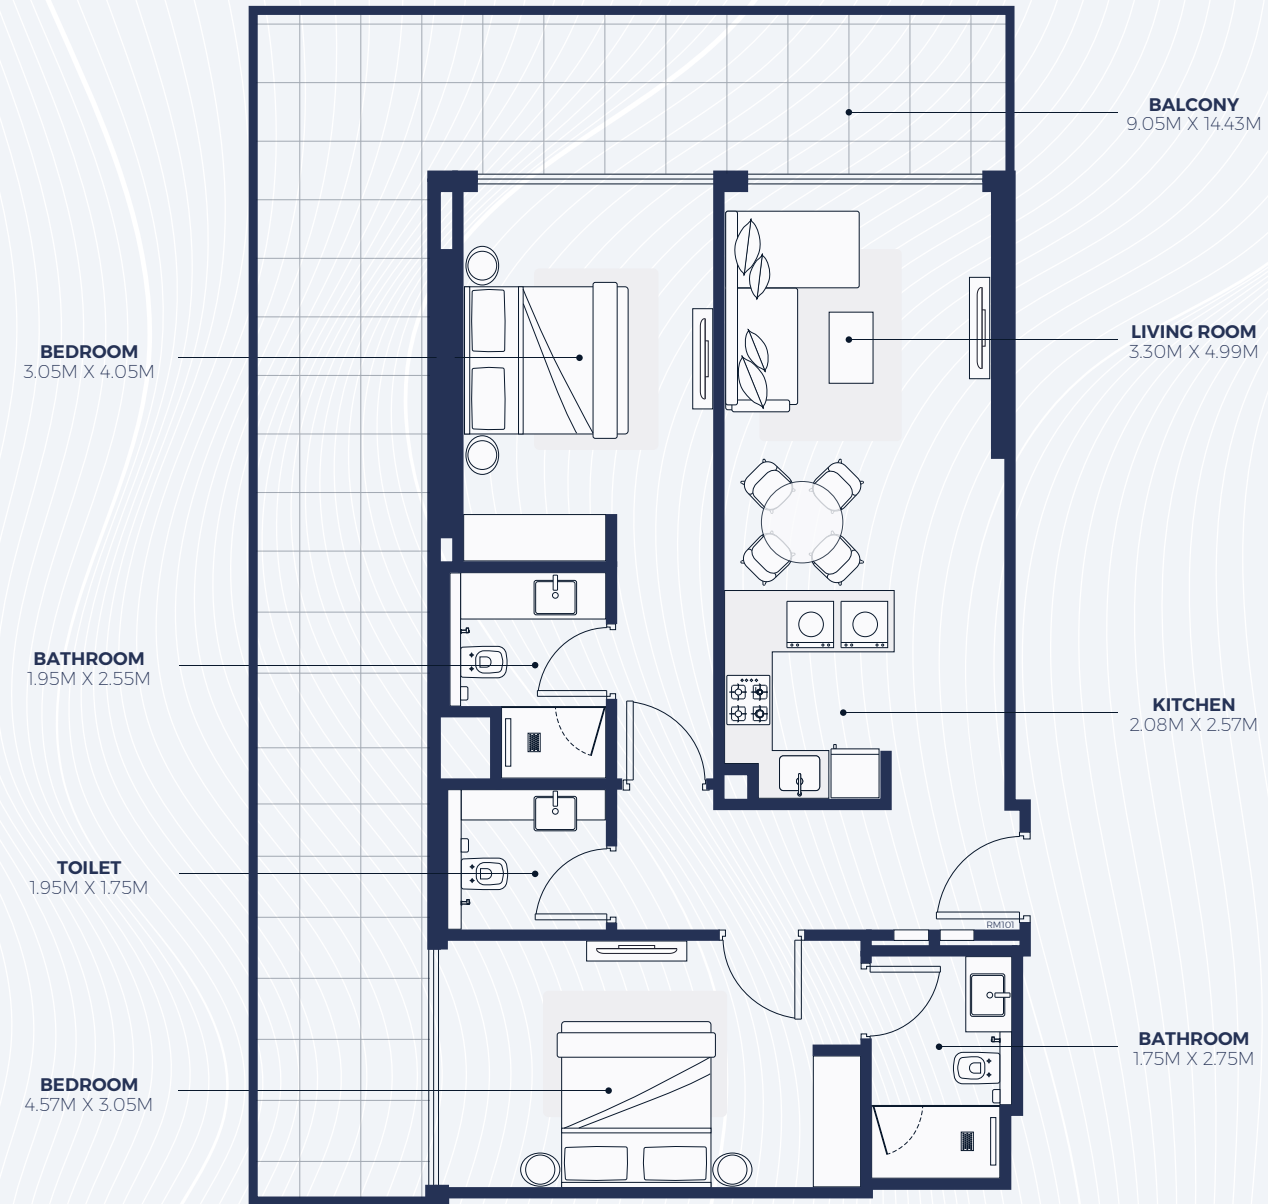 BALCONY
9.05M X 14.43M
BEDROOM
3.05M X 4.05M
LIVING ROOM
3.30M X 4.99M
BATHROOM
1.95M X 2.55M
KITCHEN
2.08M X 2.57M
TOILET
1.95M X 1.75M
RM101
BATHROOM
1.75M X 2.75M
BEDROOM
4.57M X 3.05M